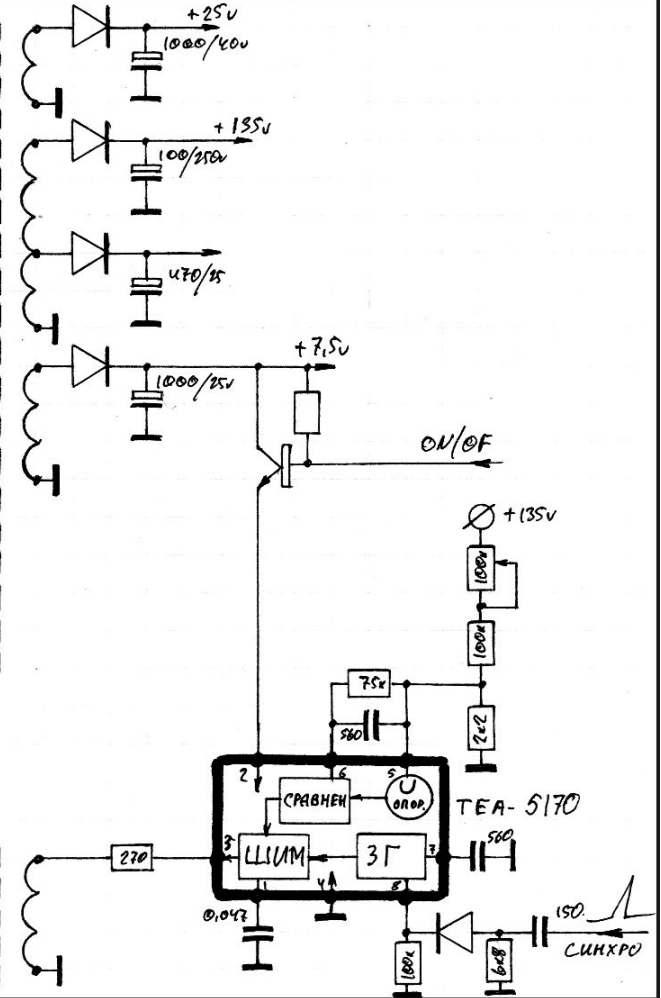 +25v
1000/40v
+135v
100/250v
470/25
+7,5v
1000/25v
ON/OF
+135v
100к
100к
75к
560
2к2
2
6
5
СРАВНЕН
U
ОПОР.
TEA-5170
270
3
ШИМ
ЗГ
7
560
1
4
8
0,047
100к
6к8
150.
СИНХРО